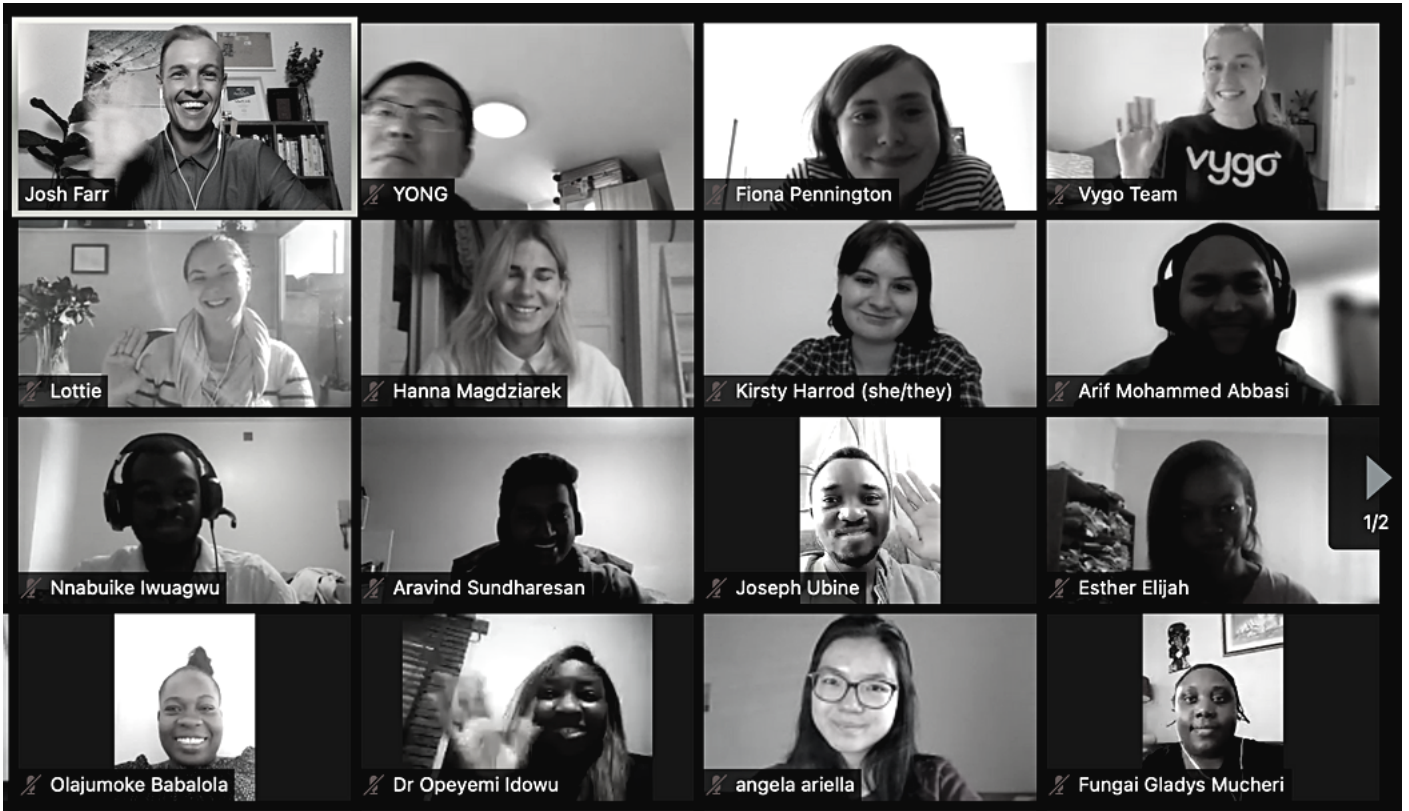 Josh Farr
YONG
Fiona Pennington
vygo
Vygo Team
Lottie
Hanna Magdziarek
Kirsty Harrod (she/they)
Arif Mohammed Abbasi
Nnabuike Iwuagwu
Aravind Sundharesan
Joseph Ubine
Esther Elijah
1/2
Olajumoke Babalola
Dr Opeyemi Idowu
angela ariella
Fungai Gladys Mucheri